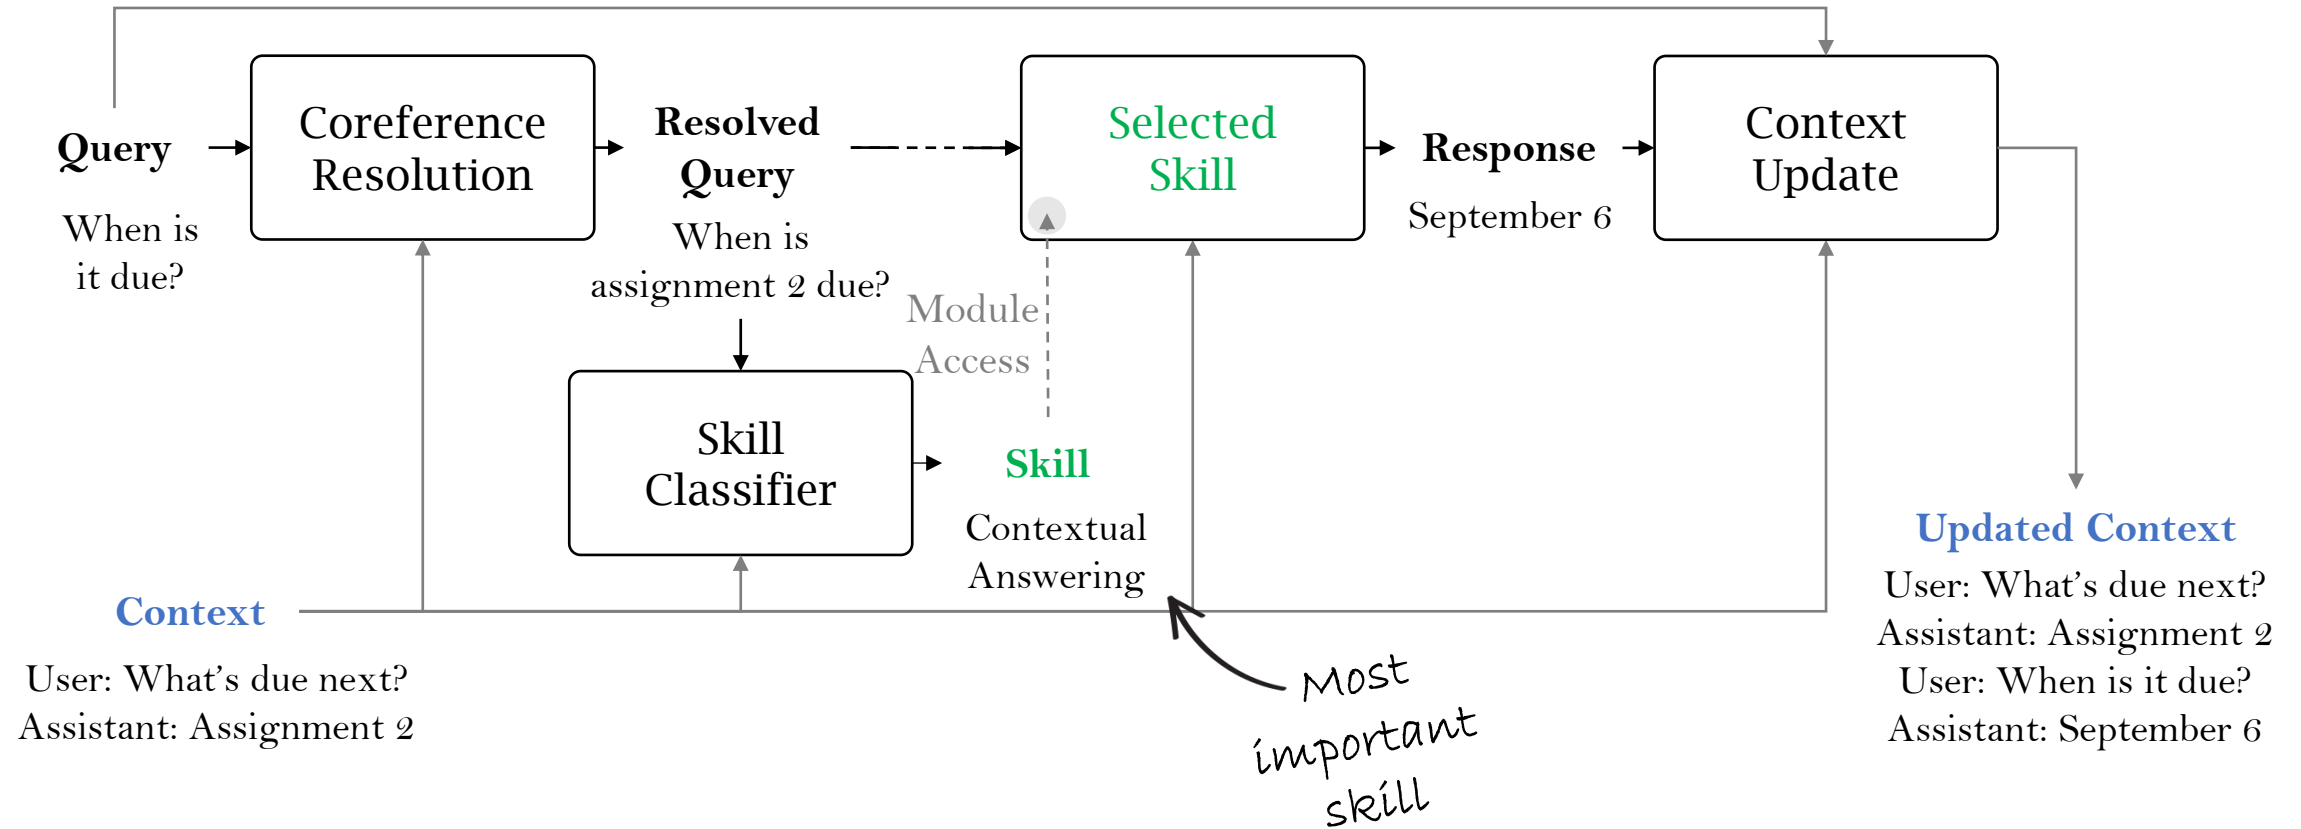 Query
When is
it due?
Coreference
Resolution
Resolved
Query
When is
assignment 2 due?
Selected
Skill
Response
September 6
Context
Update
Module
Access
Skill
Classifier
Skill
Contextual
Answering
Most
important
skill
Context
User: What’s due next?
Assistant: Assignment 2
Updated Context
User: What’s due next?
Assistant: Assignment 2
User: When is it due?
Assistant: September 6